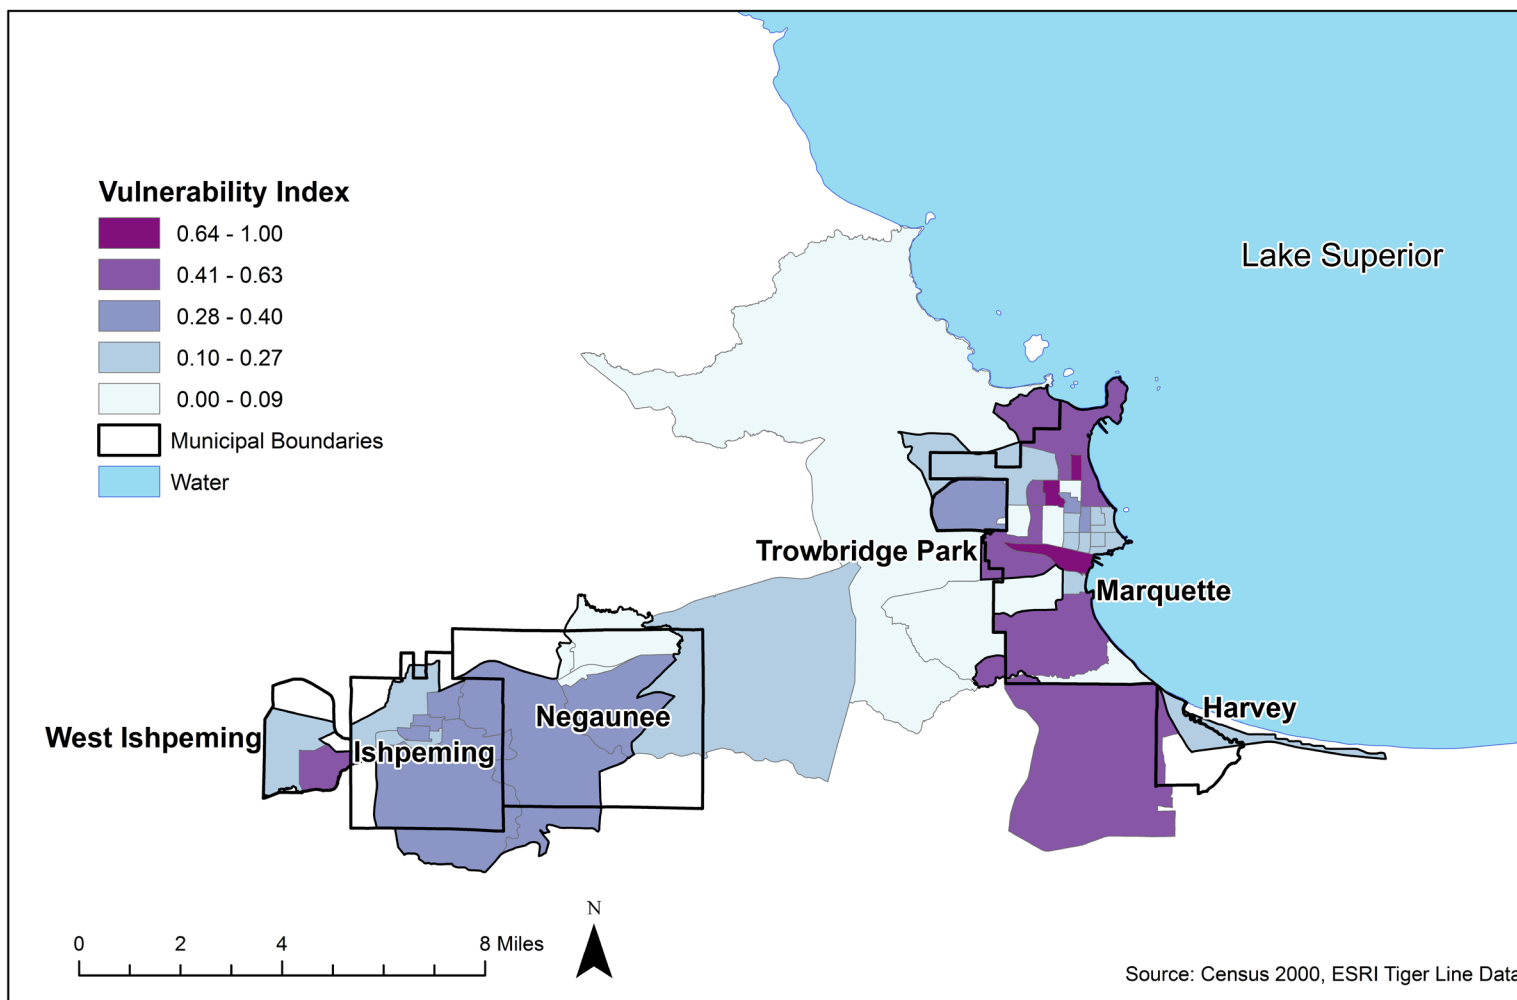 Vulnerability Index
0.64 - 1.00
0.41 - 0.63
0.28 - 0.40
0.10 - 0.27
0.00 - 0.09
Municipal Boundaries
Water
Lake Superior
Trowbridge Park
Marquette
Harvey
Negaunee
West Ishpeming
Ishpeming
N
0 2 4 8 Miles
Source: Census 2000, ESRI Tiger Line Data